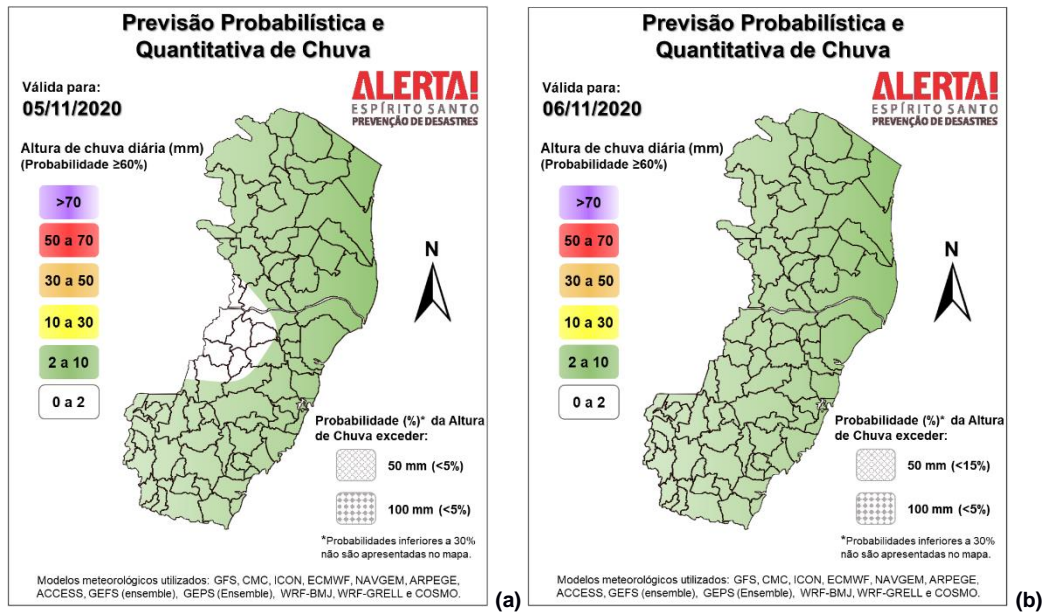 Previsão Probabilística e
Quantitativa de Chuva
Válida para:
05/11/2020
ALERTA!
ESPÍRITO SANTO
PREVENÇÃO DE DESASTRES
Altura de chuva diária (mm)
(Probabilidade ≥60%)
>70
50 a 70
30 a 50
10 a 30
2 a 10
0 a 2
N
Probabilidade (%)* da Altura
de Chuva exceder:
50 mm (<5%)
100 mm (<5%)
*Probabilidades inferiores a 30%
não são apresentadas no mapa.
Modelos meteorológicos utilizados: GFS, CMC, ICON, ECMWF, NAVGEM, ARPEGE,
ACCESS, GEFS (ensemble), GEPS (Ensemble), WRF-BMJ, WRF-GRELL e COSMO.
(a)
Previsão Probabilística e
Quantitativa de Chuva
Válida para:
06/11/2020
ALERTA!
ESPÍRITO SANTO
PREVENÇÃO DE DESASTRES
Altura de chuva diária (mm)
(Probabilidade ≥60%)
>70
50 a 70
30 a 50
10 a 30
2 a 10
0 a 2
N
Probabilidade (%)* da Altura
de Chuva exceder:
50 mm (<15%)
100 mm (<5%)
*Probabilidades inferiores a 30%
não são apresentadas no mapa.
Modelos meteorológicos utilizados: GFS, CMC, ICON, ECMWF, NAVGEM, ARPEGE,
ACCESS, GEFS (ensemble), GEPS (Ensemble), WRF-BMJ, WRF-GRELL e COSMO.
(b)